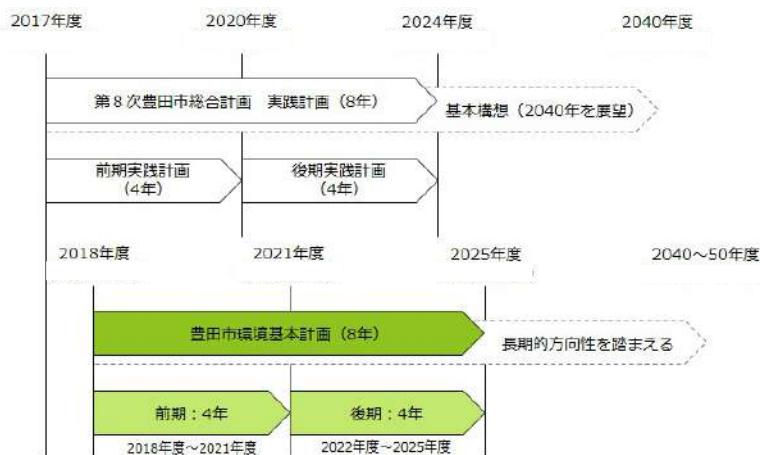 2017年度 2020年度 2024年度 2040年度
第8次豊田市総合計画 実践計画(8年)
基本構想(2040年を展望)
前期実践計画
(4年)
後期実践計画
(4年)
2018年度 2021年度 2025年度 2040~50年度
豊田市環境基本計画(8年)
長期的方向性を踏まえる
前期:4年 後期:4年
2018年度~2021年度 2022年度~2025年度